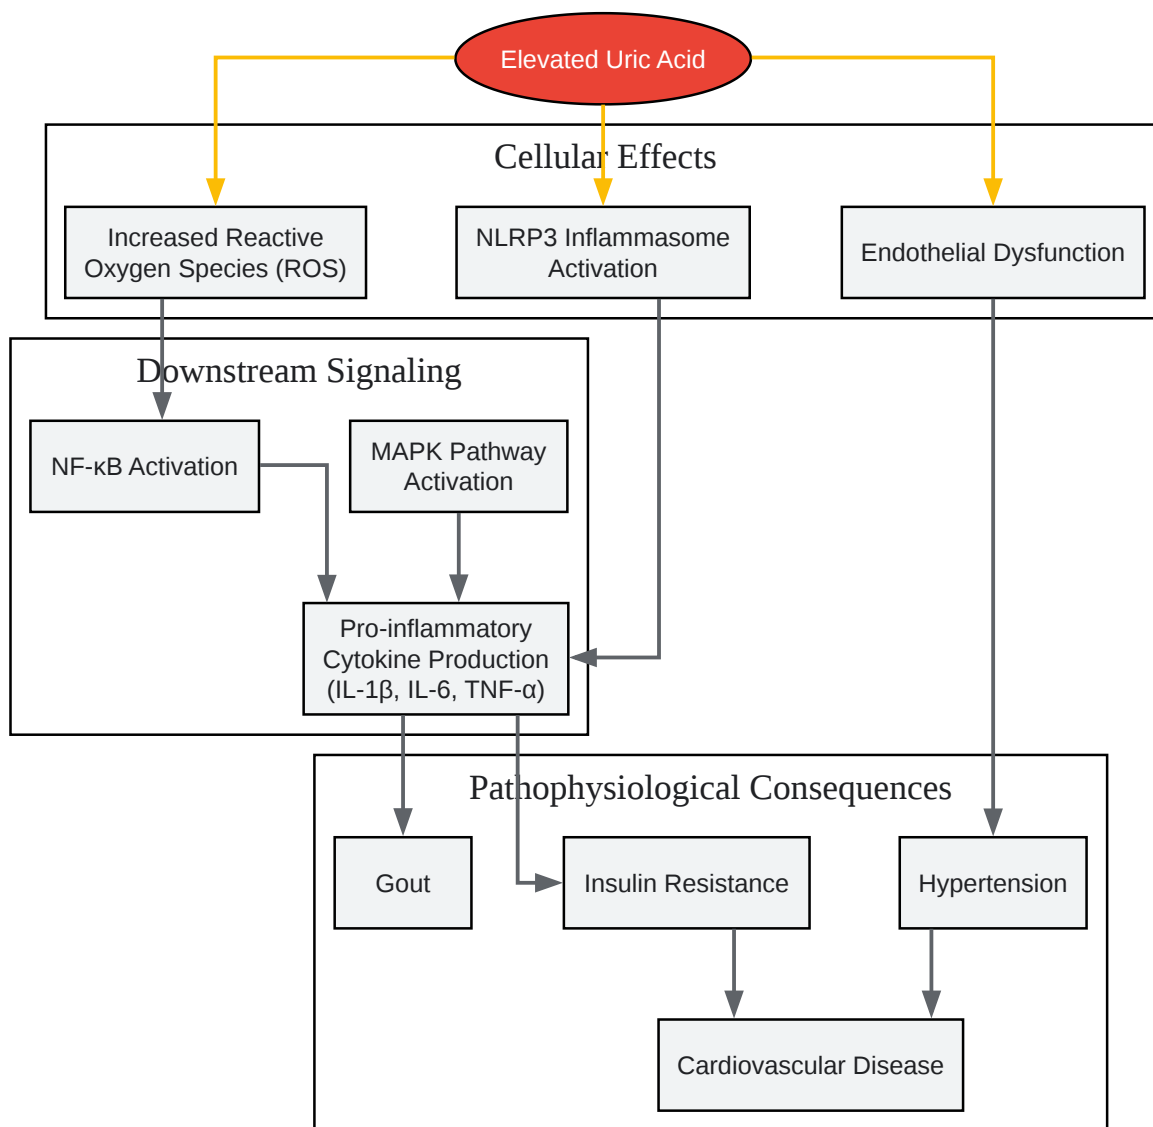 Elevated Uric Acid
Cellular Effects
Increased Reactive
Oxygen Species (ROS)
NLRP3 Inflammasome
Activation
Endothelial Dysfunction
Downstream Signaling
NF-κB Activation
MAPK Pathway
Activation
Pro-inflammatory
Cytokine Production
(IL-1β, IL-6, TNF-α)
Pathophysiological Consequences
Gout
Insulin Resistance
Hypertension
Cardiovascular Disease